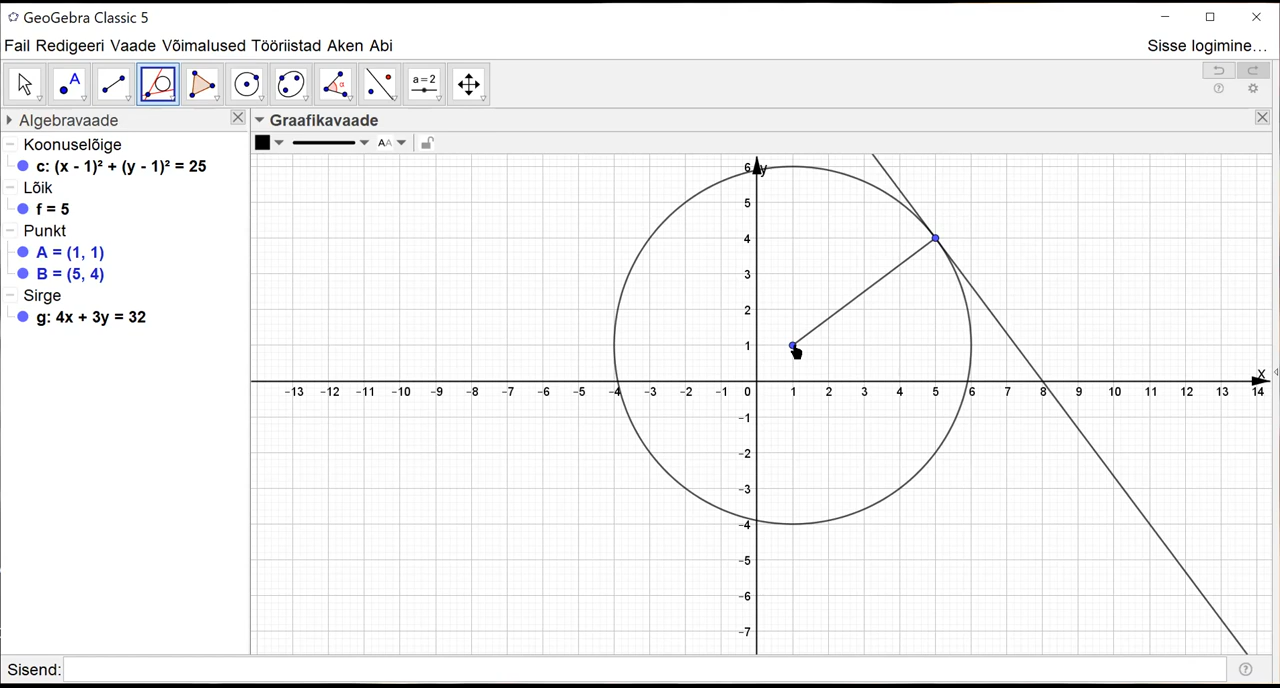 GeoGebra Classic 5
Fail Redigeeri Vaade Võimalused Tööriistad Aken Abi
Sisse logimine...
A
α
a = 2
Algebravaade
Koonuselõige
c: (x - 1)² + (y - 1)² = 25
Lõik
f = 5
Punkt
A = (1, 1)
B = (5, 4)
Sirge
g: 4x + 3y = 32
Graafikavaade
AA
y
6
5
4
3
2
1
x
-13 -12 -11 -10 -9 -8 -7 -6 -5 -4 -3 -2 -1 0 1 2 3 4 5 6 7 8 9 10 11 12 13 14
-1
-2
-3
-4
-5
-6
-7
Sisend: